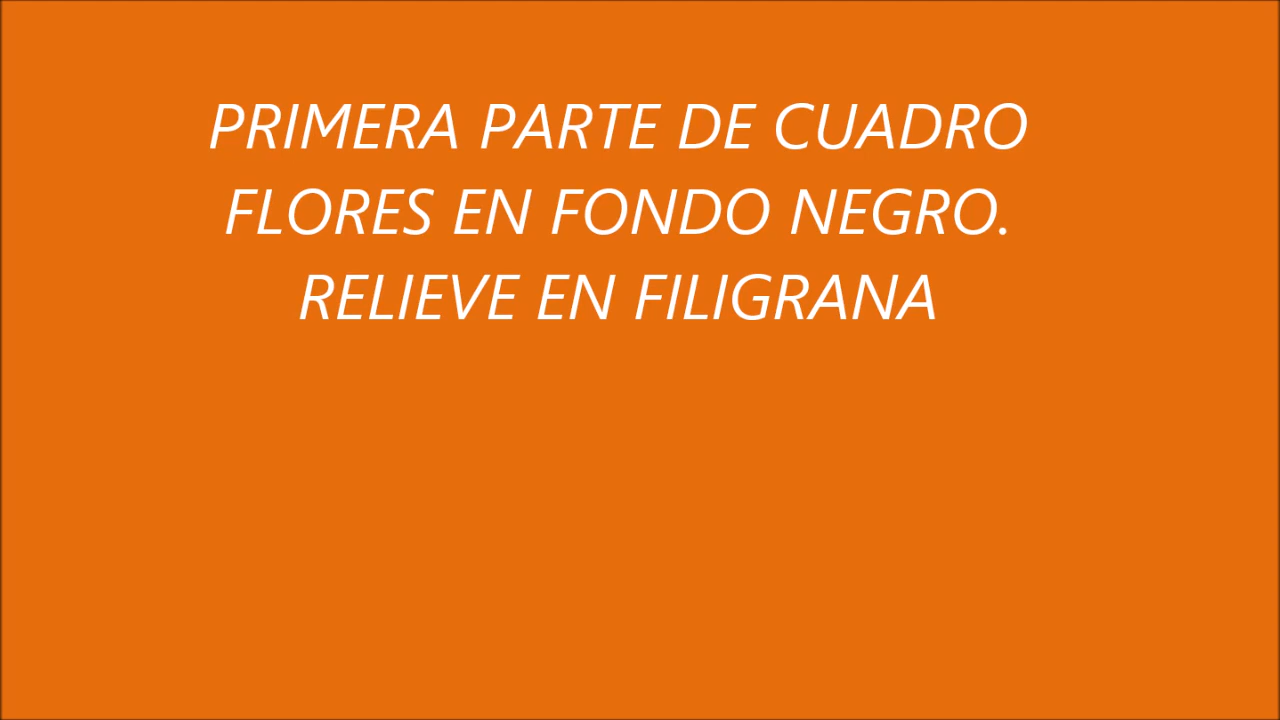 PRIMERA PARTE DE CUADRO
FLORES EN FONDO NEGRO.
RELIEVE EN FILIGRANA